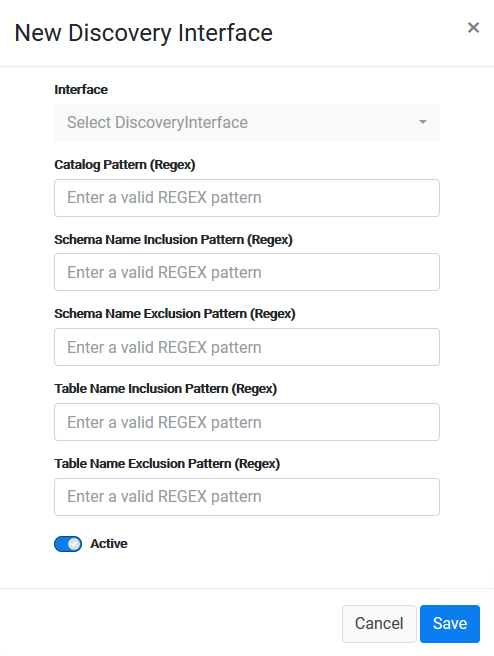 New Discovery Interface
×
Interface
Select DiscoveryInterface
Catalog Pattern (Regex)
Enter a valid REGEX pattern
Schema Name Inclusion Pattern (Regex)
Enter a valid REGEX pattern
Schema Name Exclusion Pattern (Regex)
Enter a valid REGEX pattern
Table Name Inclusion Pattern (Regex)
Enter a valid REGEX pattern
Table Name Exclusion Pattern (Regex)
Enter a valid REGEX pattern
Active
Cancel Save